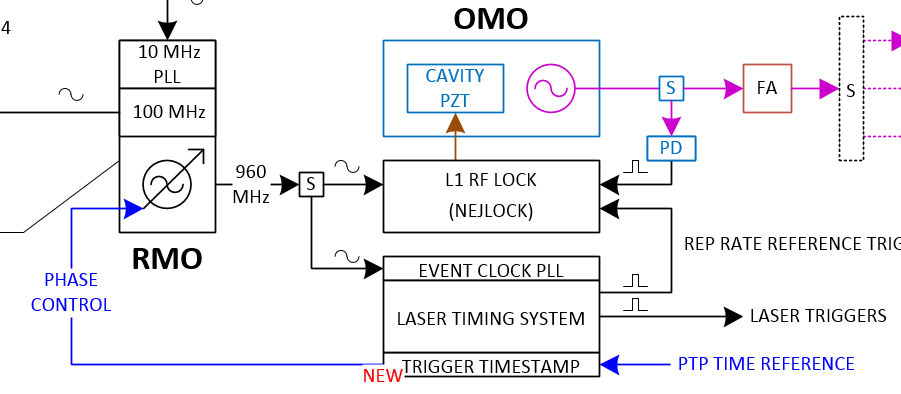 4
OMO
10 MHz
PLL
100 MHz
CAVITY
PZT
S
FA
S
PD
960
MHz
S
L1 RF LOCK
(NEJLOCK)
RMO
REP RATE REFERENCE TRIG
EVENT CLOCK PLL
PHASE
CONTROL
LASER TIMING SYSTEM
LASER TRIGGERS
TRIGGER TIMESTAMP
NEW
PTP TIME REFERENCE